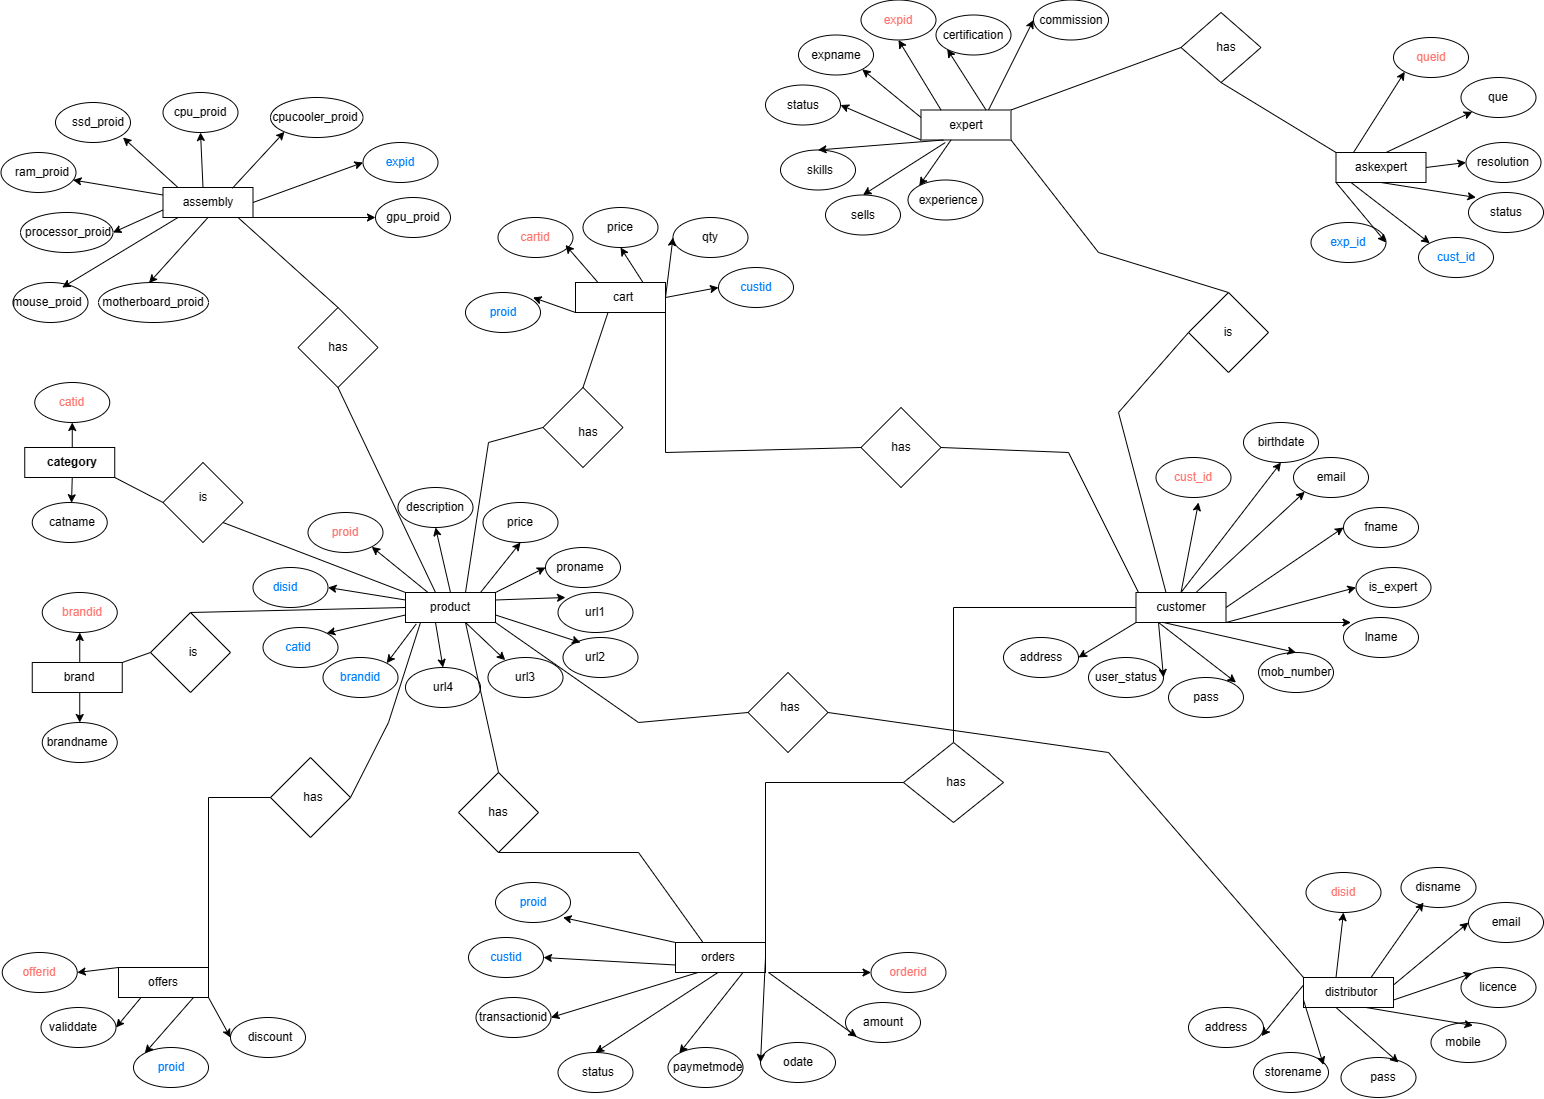 expid
certification
commission
expname
status
expert
skills
sells
experience
has
queid
que
askexpert
resolution
status
exp_id
cust_id
ssd_proid
cpu_proid
cpucooler_proid
ram_proid
expid
assembly
gpu_proid
processor_proid
mouse_proid
motherboard_proid
cartid
price
qty
cart
custid
proid
has
is
catid
category
catname
is
has
has
birthdate
cust_id
email
fname
is_expert
customer
lname
address
user_status
pass
mob_number
description
proid
price
proname
disid
product
url1
catid
url2
brandid
url4
url3
brandid
brand
brandname
is
has
has
has
has
offerid
offers
validdate
proid
discount
proid
custid
orders
orderid
transactionid
status
paymetmode
odate
amount
disid
disname
email
distributor
licence
address
mobile
storename
pass